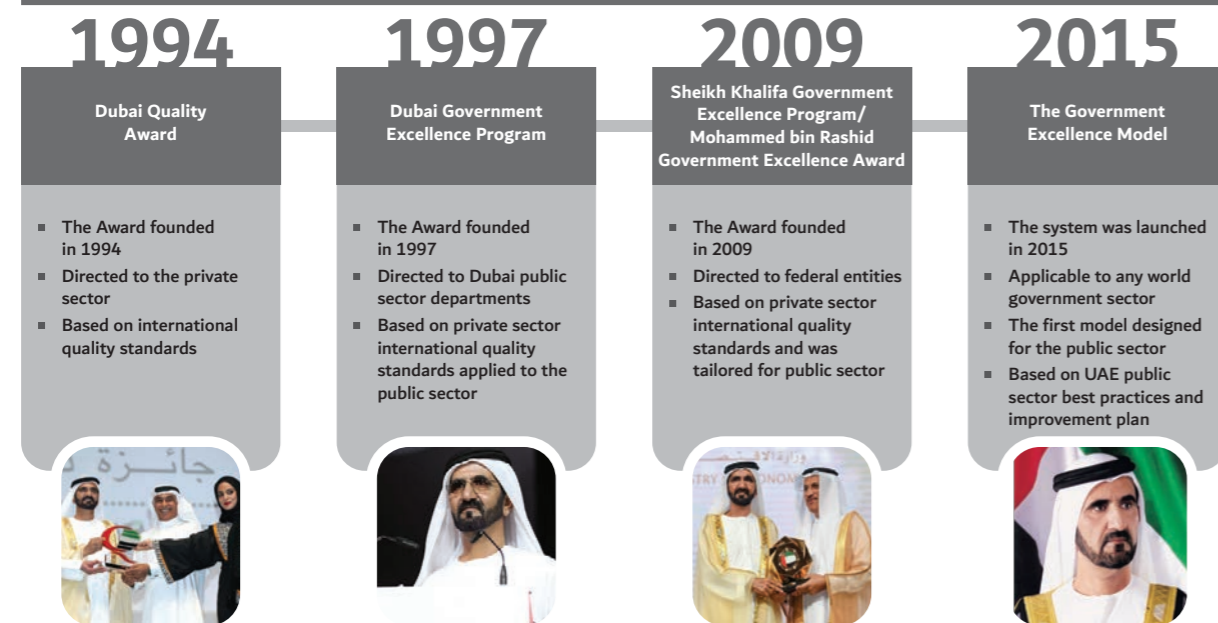 1994
Dubai Quality
Award
The Award founded
in 1994
Directed to the private
sector
Based on international
quality standards
جائزة
1997
Dubai Government
Excellence Program
The Award founded
in 1997
Directed to Dubai public
sector departments
Based on private sector
international quality
standards applied to the
public sector
2009
Sheikh Khalifa Government
Excellence Program/
Mohammed bin Rashid
Government Excellence Award
The Award founded
in 2009
Directed to federal entities
Based on private sector
international quality
standards and was
tailored for public sector
2015
The Government
Excellence Model
The system was launched
in 2015
Applicable to any world
government sector
The first model designed
for the public sector
Based on UAE public
sector best practices and
improvement plan